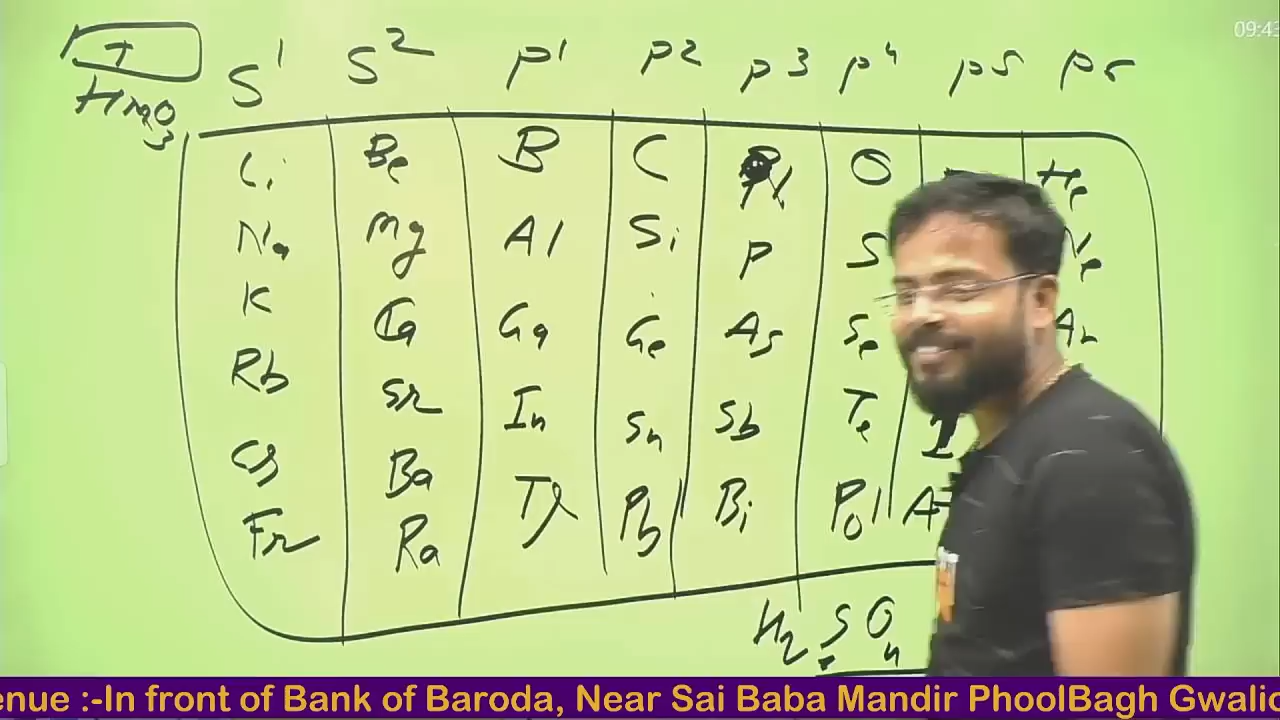 09:43
+
HNO3
S1 S2 P1 P2 P3 P4 P5 P6
Li Be B C O He
Na Mg Al Si P S Ne
K Ca Ga Ge As Se Ar
Rb Sr In Sn Sb Te I
Cs Ba Tl Pb Bi Po At
Fr Ra
H2SO4
enue :-In front of Bank of Baroda, Near Sai Baba Mandir PhoolBagh Gwalio